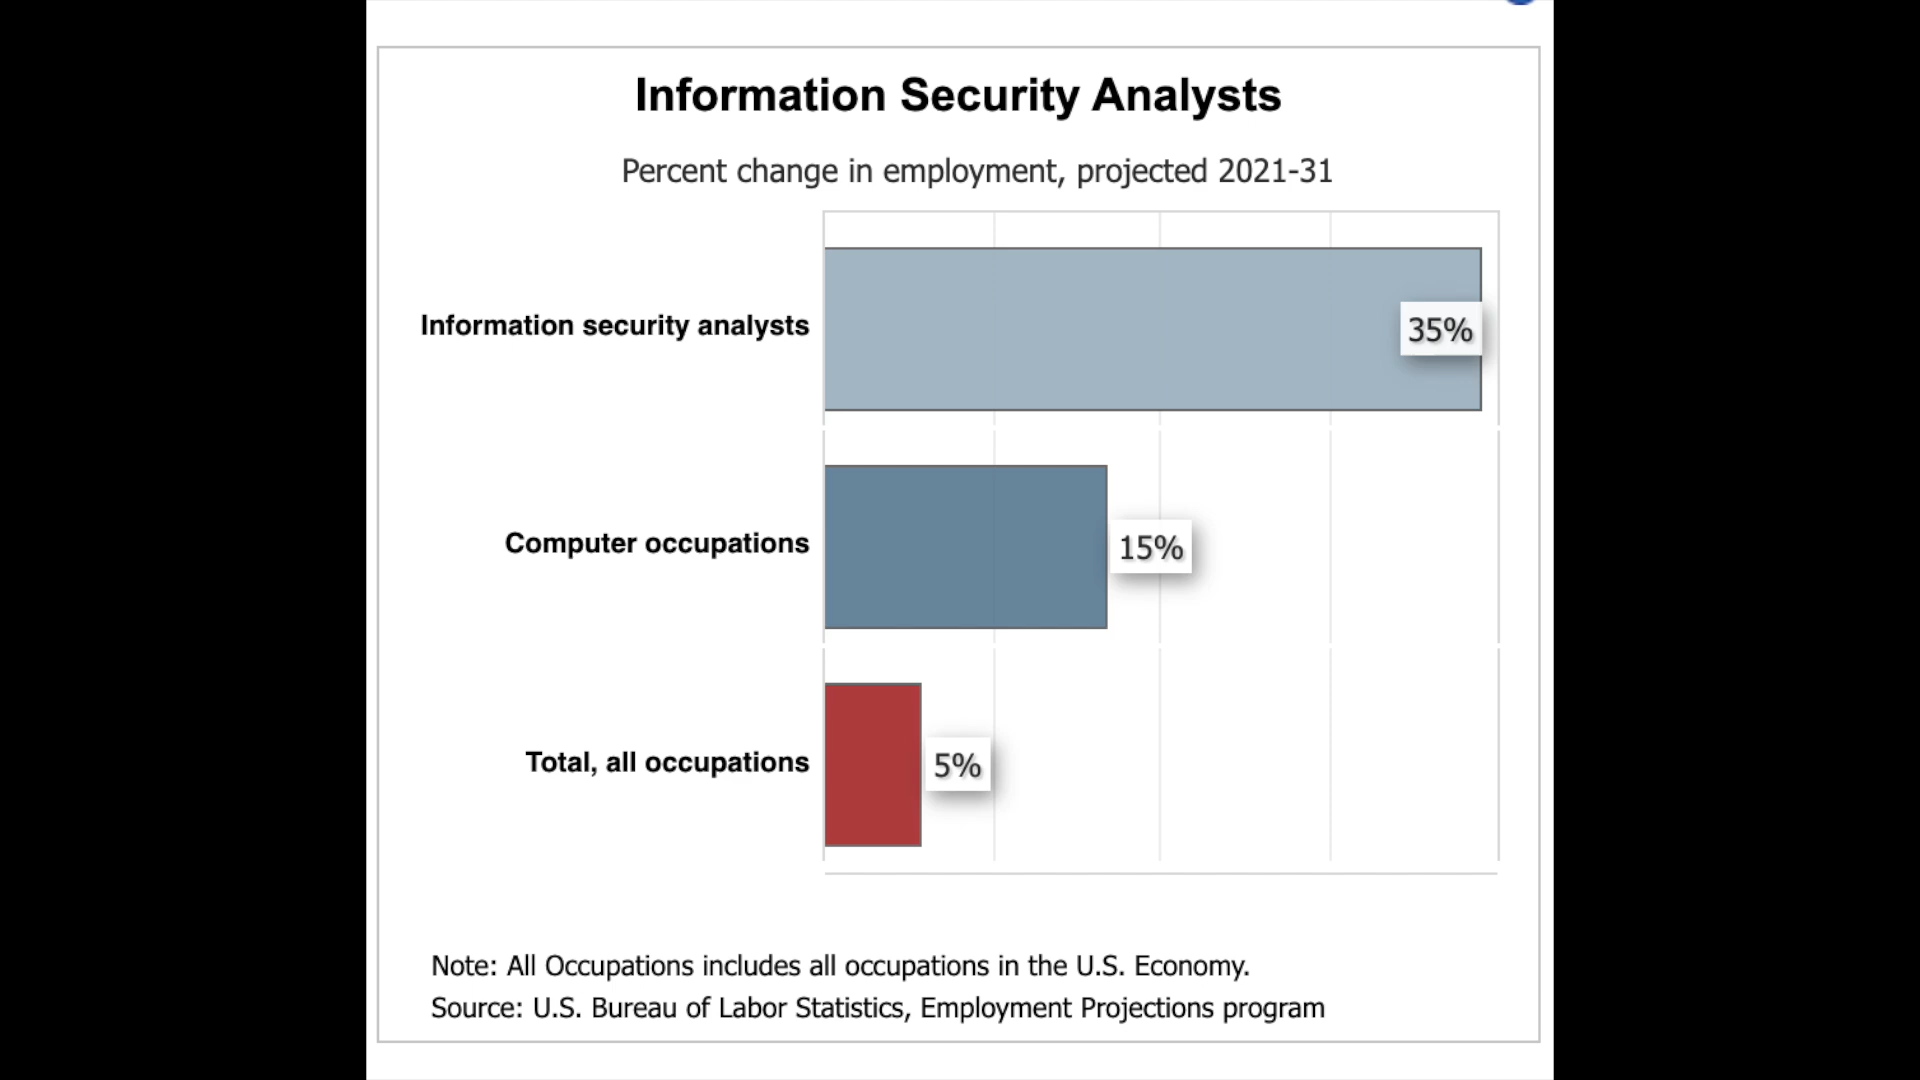 Information Security Analysts
Percent change in employment, projected 2021-31
Information security analysts
35%
Computer occupations
15%
Total, all occupations
5%
Note: All Occupations includes all occupations in the U.S. Economy.
Source: U.S. Bureau of Labor Statistics, Employment Projections program